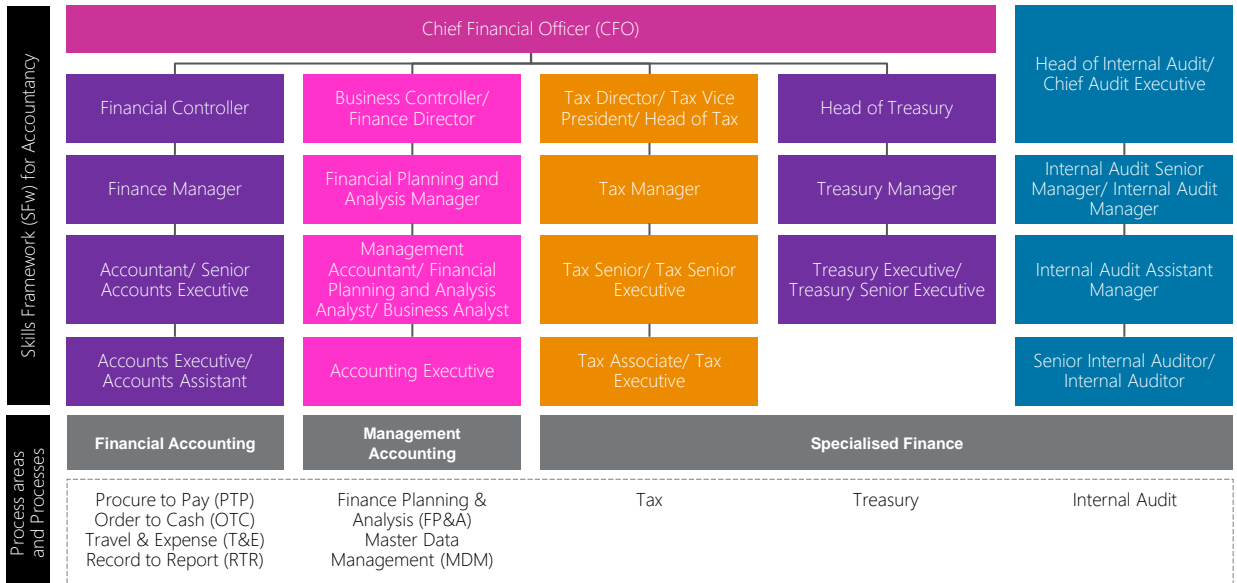 Skills Framework (SFw) for Accountancy
Chief Financial Officer (CFO)
Head of Internal Audit/
Chief Audit Executive
Financial Controller
Business Controller/
Finance Director
Tax Director/ Tax Vice
President/ Head of Tax
Head of Treasury
Finance Manager
Financial Planning and
Analysis Manager
Tax Manager
Treasury Manager
Internal Audit Senior
Manager/ Internal Audit
Manager
Accountant/ Senior
Accounts Executive
Management
Accountant/ Financial
Planning and Analysis
Analyst/ Business Analyst
Tax Senior/ Tax Senior
Executive
Treasury Executive/
Treasury Senior Executive
Internal Audit Assistant
Manager
Accounts Executive/
Accounts Assistant
Accounting Executive
Tax Associate/ Tax
Executive
Senior Internal Auditor/
Internal Auditor
Process areas
and Processes
Financial Accounting
Management
Accounting
Specialised Finance
Procure to Pay (PTP)
Order to Cash (OTC)
Travel & Expense (T&E)
Record to Report (RTR)
Finance Planning &
Analysis (FP&A)
Master Data
Management (MDM)
Tax
Treasury
Internal Audit